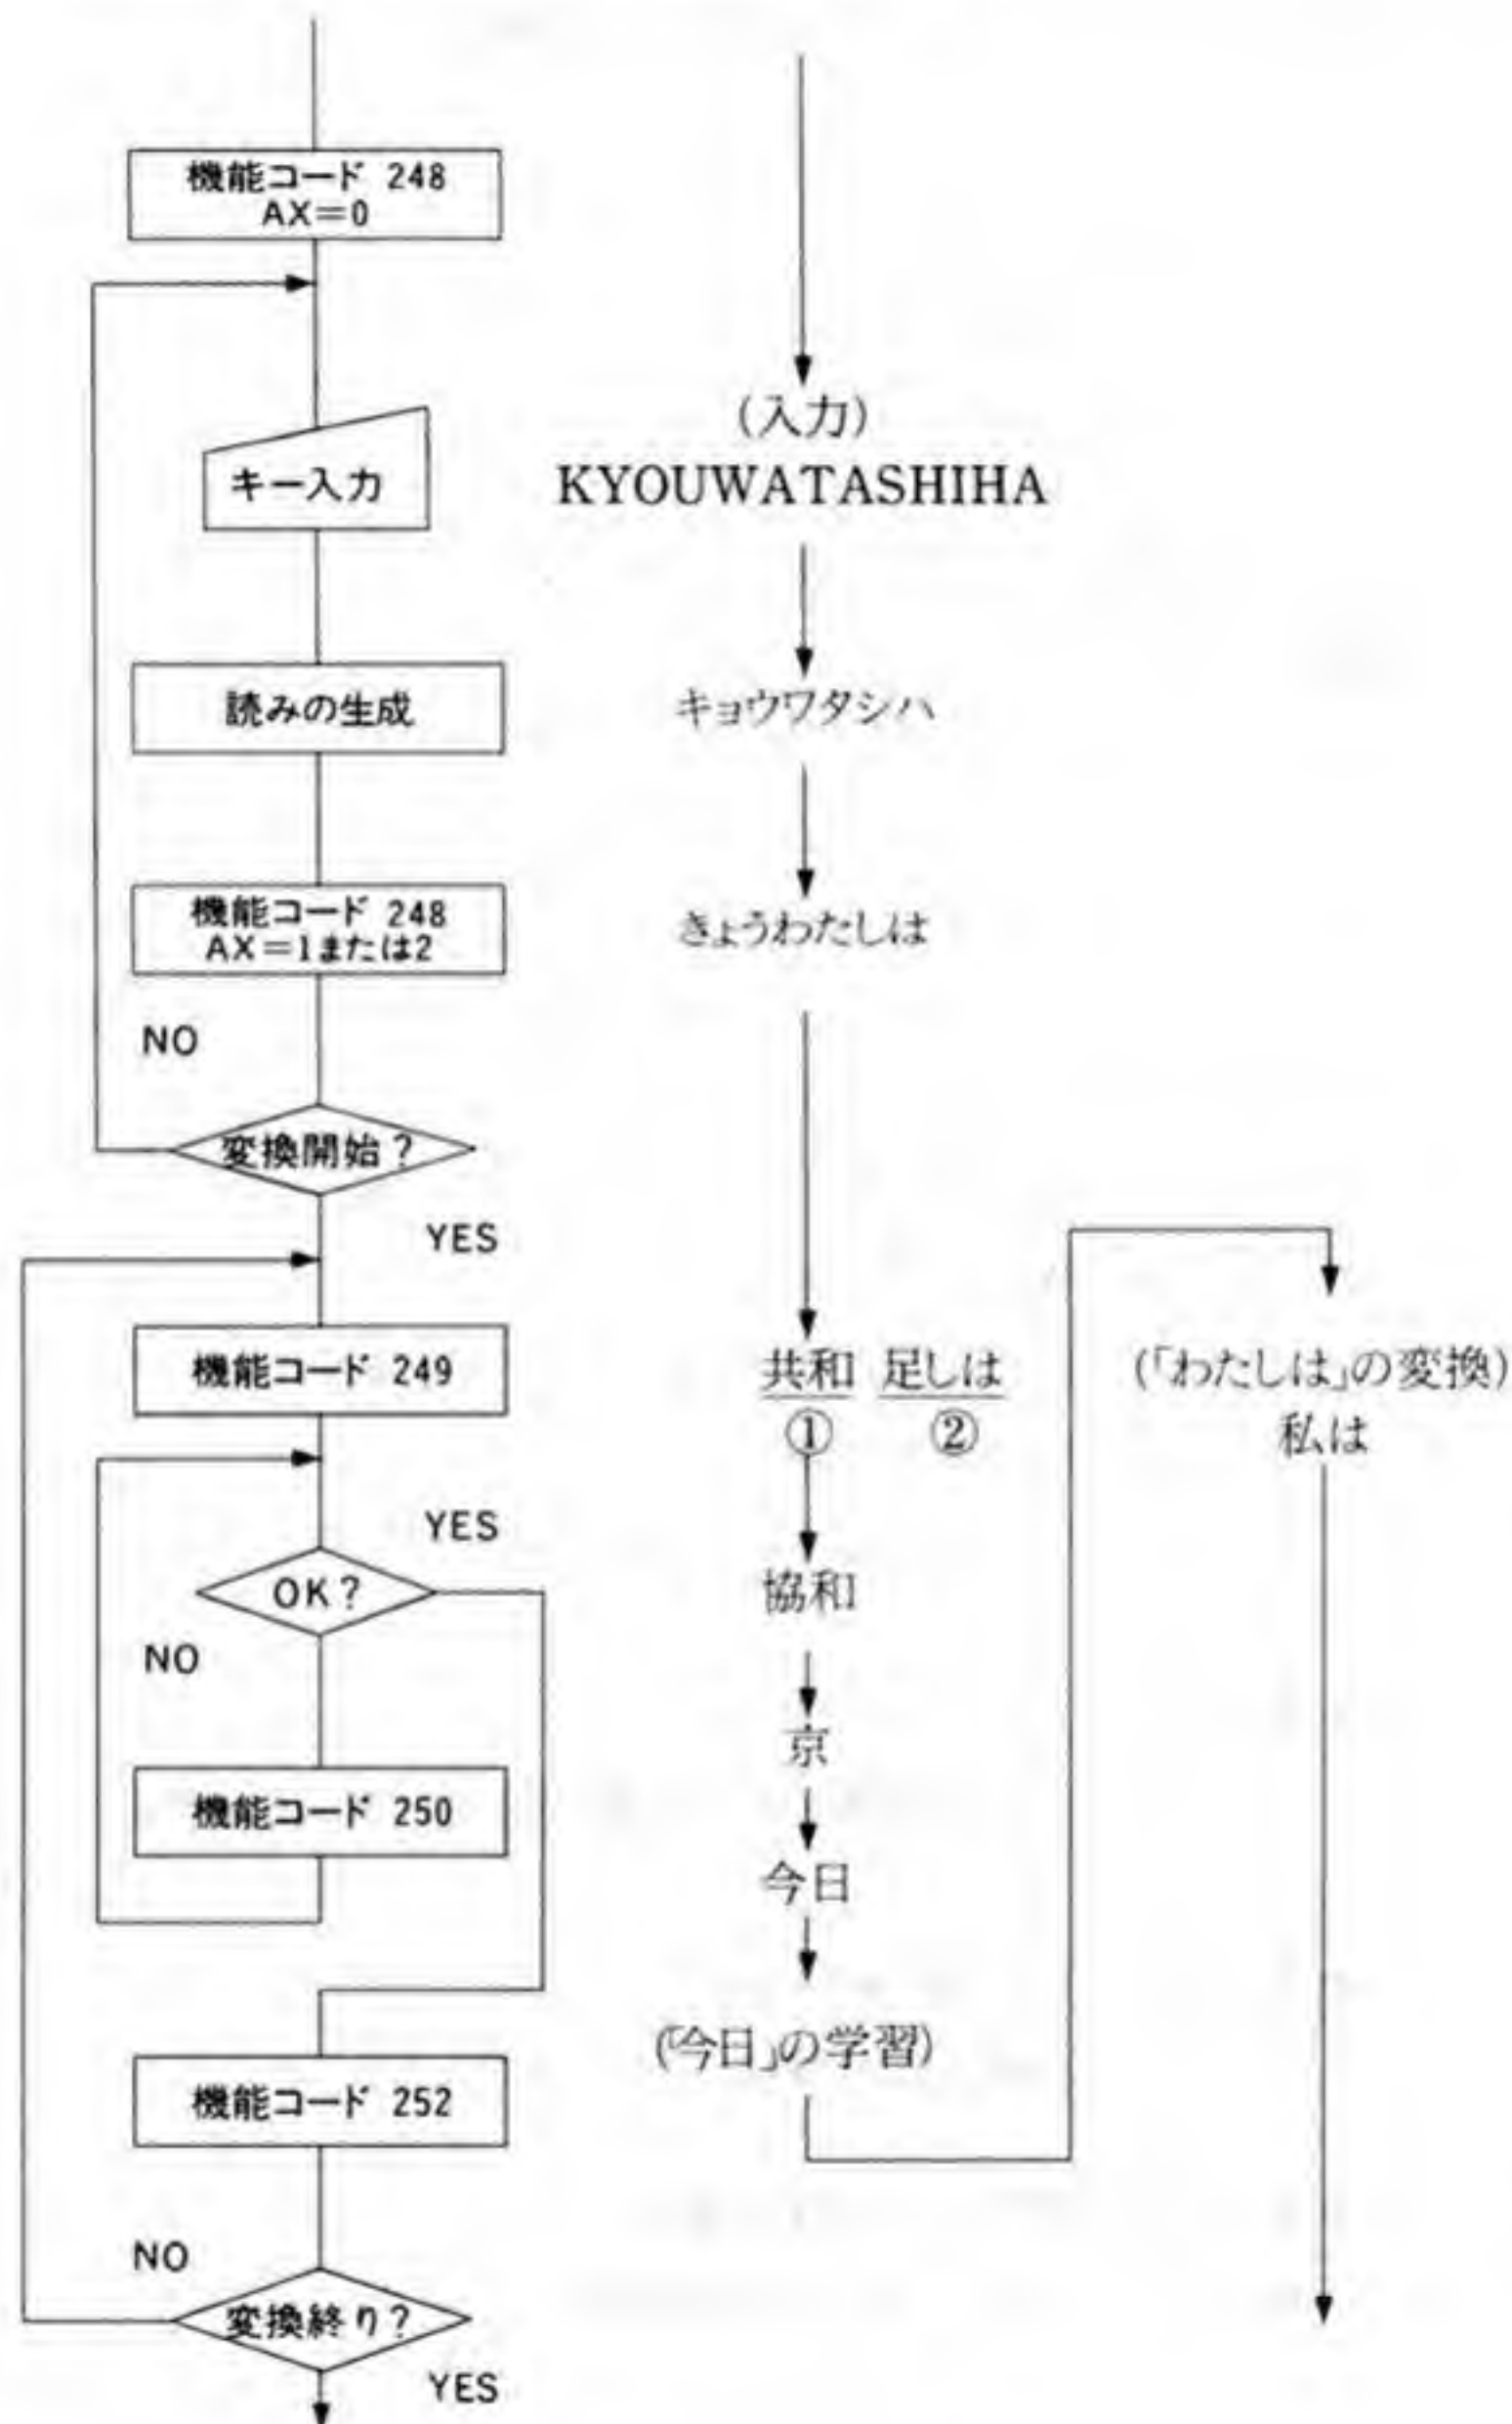 機能コード 248
AX=0
キー入力
読みの生成
機能コード 248
AX=1または2
NO
変換開始?
YES
機能コード 249
YES
OK?
NO
機能コード 250
機能コード 252
NO
変換終り?
YES
(入力)
KYOUWATASHIHA
キョウワタシハ
きょうわたしは
共和 足しは
① ②
協和
京
今日
(「今日」の学習)
(「わたしは」の変換)
私は